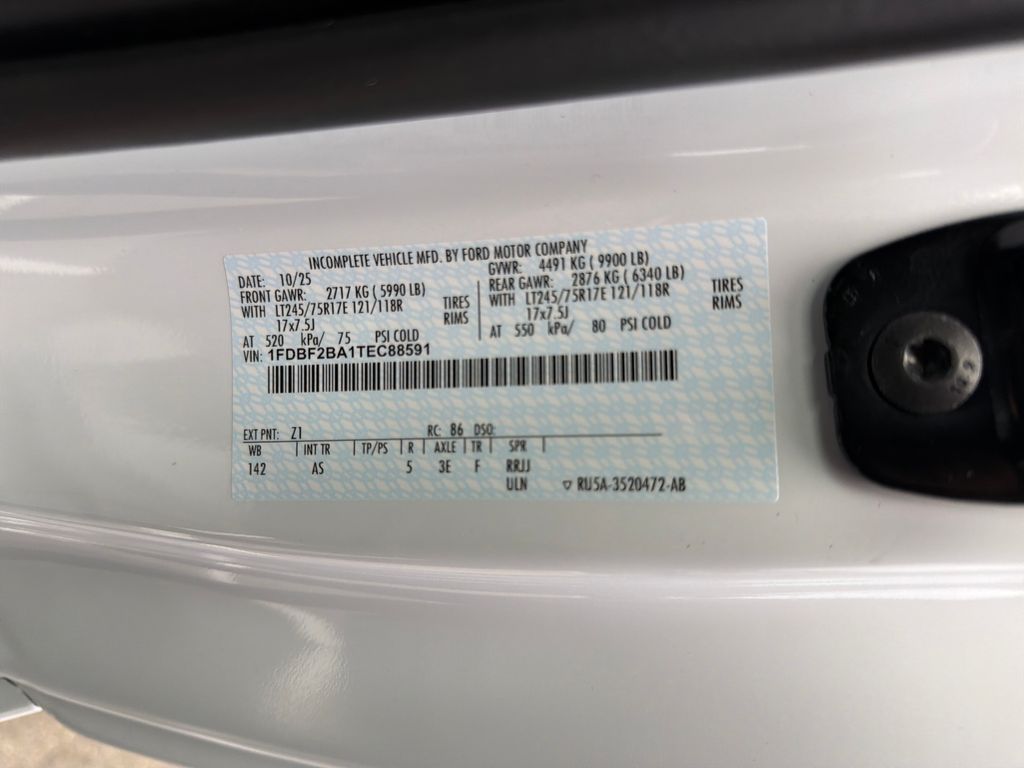 INCOMPLETE VEHICLE MFD. BY FORD MOTOR COMPANY
DATE: 10/25
FRONT GAWR: 2717 KG ( 5990 LB)
WITH LT245/75R17E 121/118R TIRES
17x7.5J RIMS
AT 520 kPa/ 75 PSI COLD
GVWR: 4491 KG ( 9900 LB)
REAR GAWR: 2876 KG ( 6340 LB)
WITH LT245/75R17E 121/118R TIRES
17x7.5J RIMS
AT 550 kPa/ 80 PSI COLD
VIN: 1FDBF2BA1TEC88591
EXT PNT: Z1 RC: 86 DSO:
WB INT TR TP/PS R AXLE TR SPR
142 AS 5 3E F RRJJ
ULN ▽ RU5A-3520472-AB